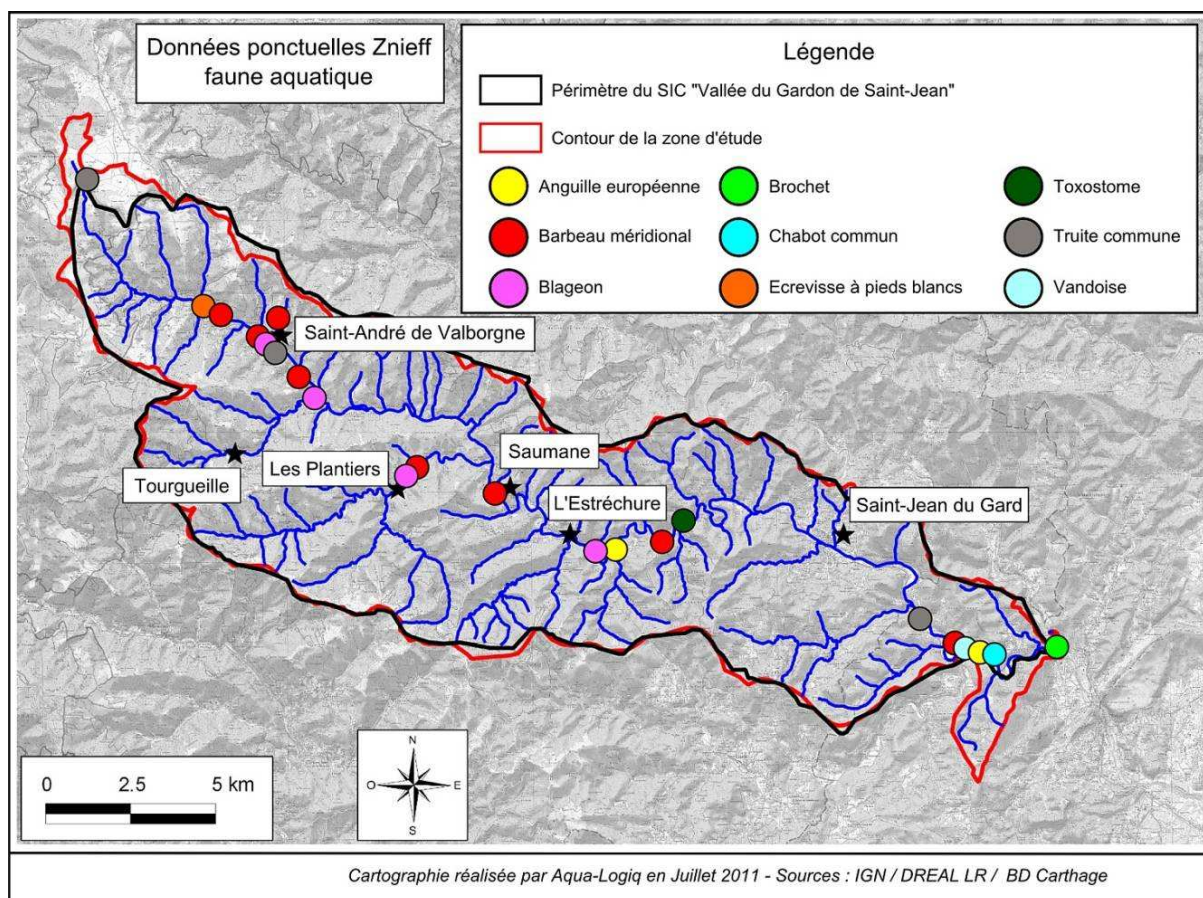 Données ponctuelles Znieff
faune aquatique
Légende
Périmètre du SIC "Vallée du Gardon de Saint-Jean"
Contour de la zone d'étude
Anguille européenne
Brochet
Toxostome
Barbeau méridional
Chabot commun
Truite commune
Blageon
Ecrevisse à pieds blancs
Vandoise
Saint-André de Valborgne
Saumane
Les Plantiers
Tourgueille
L'Estréchure
Saint-Jean du Gard
0 2.5 5 km
N
O E
S
Cartographie réalisée par Aqua-Logiq en Juillet 2011 - Sources : IGN / DREAL LR / BD Carthage